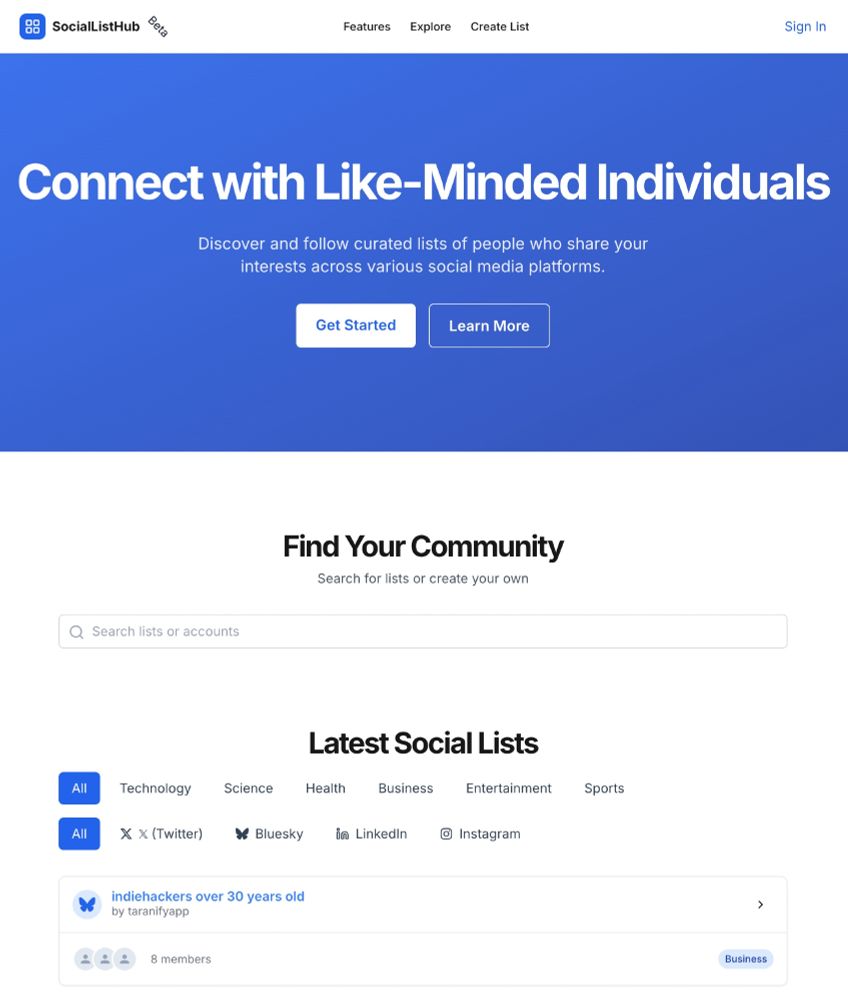 SocialListHub Beta
Features Explore Create List
Sign In
Connect with Like-Minded Individuals
Discover and follow curated lists of people who share your
interests across various social media platforms.
Get Started
Learn More
Find Your Community
Search for lists or create your own
Search lists or accounts
Latest Social Lists
All Technology Science Health Business Entertainment Sports
All 𝕏 (Twitter) Bluesky LinkedIn Instagram
indiehackers over 30 years old
by taranifyapp
8 members
Business